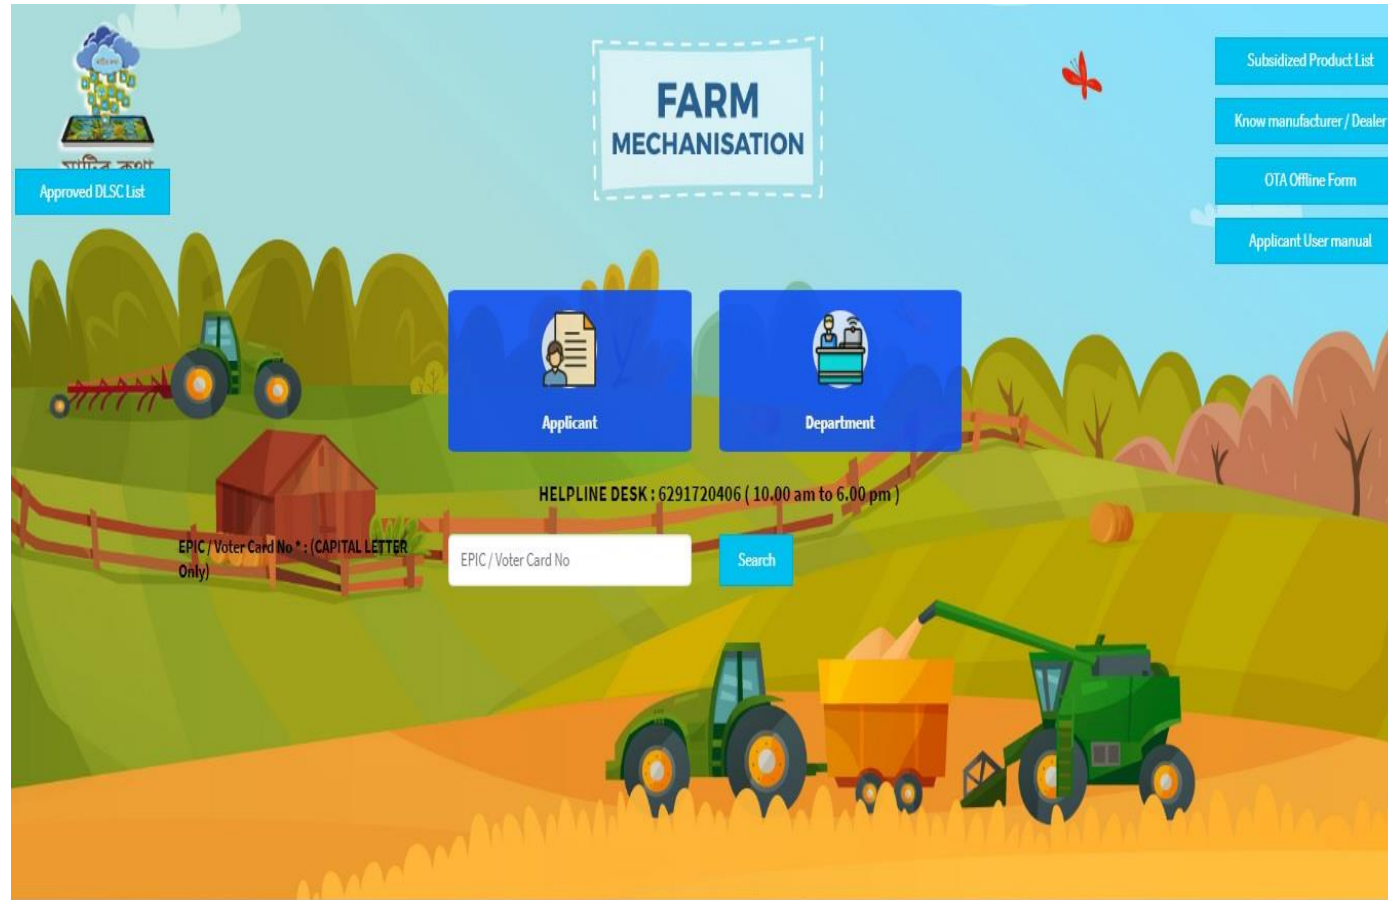 FARM
MECHANISATION
মাটির কথা
Approved DLSC List
Subsidized Product List
Know manufacturer / Dealer
OTA Offline Form
Applicant User manual
Applicant
Department
HELPLINE DESK : 6291720406 ( 10.00 am to 6.00 pm )
EPIC / Voter Card No * : (CAPITAL LETTER
Only)
EPIC / Voter Card No
Search